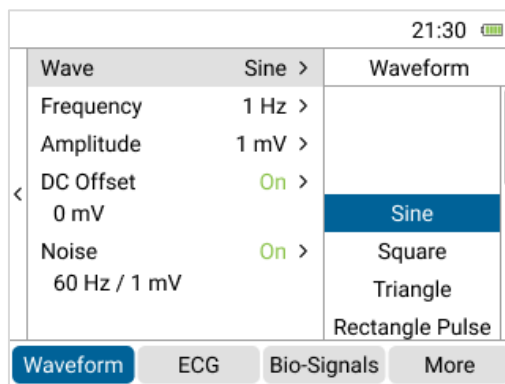 21:30
Wave Sine >
Frequency 1 Hz >
Amplitude 1 mV >
DC Offset On >
0 mV
Noise On >
60 Hz / 1 mV
<
Waveform
Sine
Square
Triangle
Rectangle Pulse
Waveform ECG Bio-Signals More